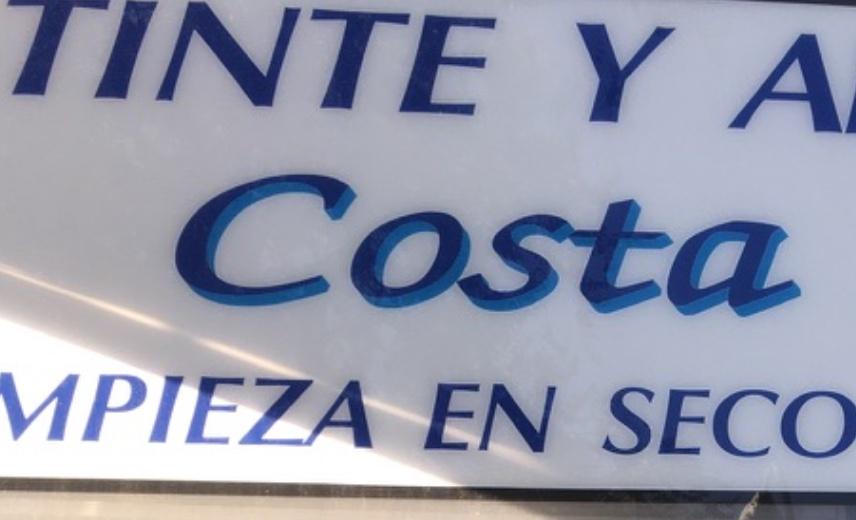 TINTE Y A
Costa
MPIEZA EN SECO